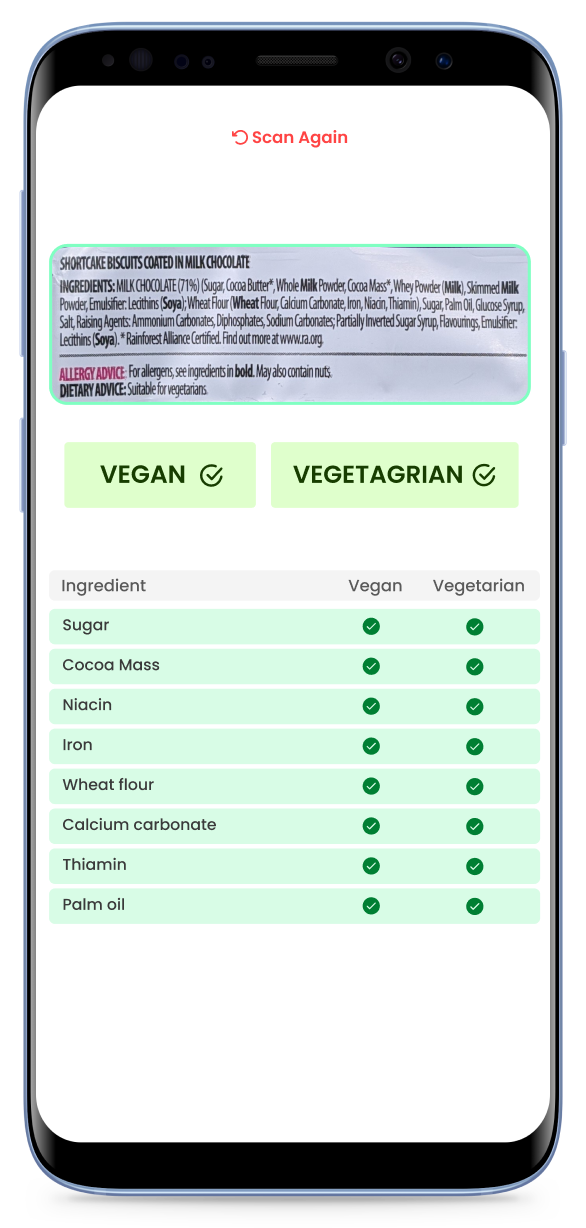 Scan Again
SHORTCAKE BISCUITS COATED IN MILK CHOCOLATE
INGREDIENTS: MILK CHOCOLATE (71%) (Sugar, Cocoa Butter*, Whole Milk Powder, Cocoa Mass*, Whey Powder (Milk), Skimmed Milk
Powder, Emulsifier: Lecithins (Soya); Wheat Flour (Wheat Flour, Calcium Carbonate, Iron, Niacin, Thiamin), Sugar, Palm Oil, Glucose Syrup,
Salt, Raising Agents: Ammonium Carbonates, Diphosphates, Sodium Carbonates; Partially Inverted Sugar Syrup, Flavourings, Emulsifier:
Lecithins (Soya). * Rainforest Alliance Certified. Find out more at www.ra.org.
ALLERGY ADVICE: For allergens, see ingredients in bold. May also contain nuts.
DIETARY ADVICE: Suitable for vegetarians.
VEGAN VEGETAGRIAN
Ingredient Vegan Vegetarian
Sugar
Cocoa Mass
Niacin
Iron
Wheat flour
Calcium carbonate
Thiamin
Palm oil